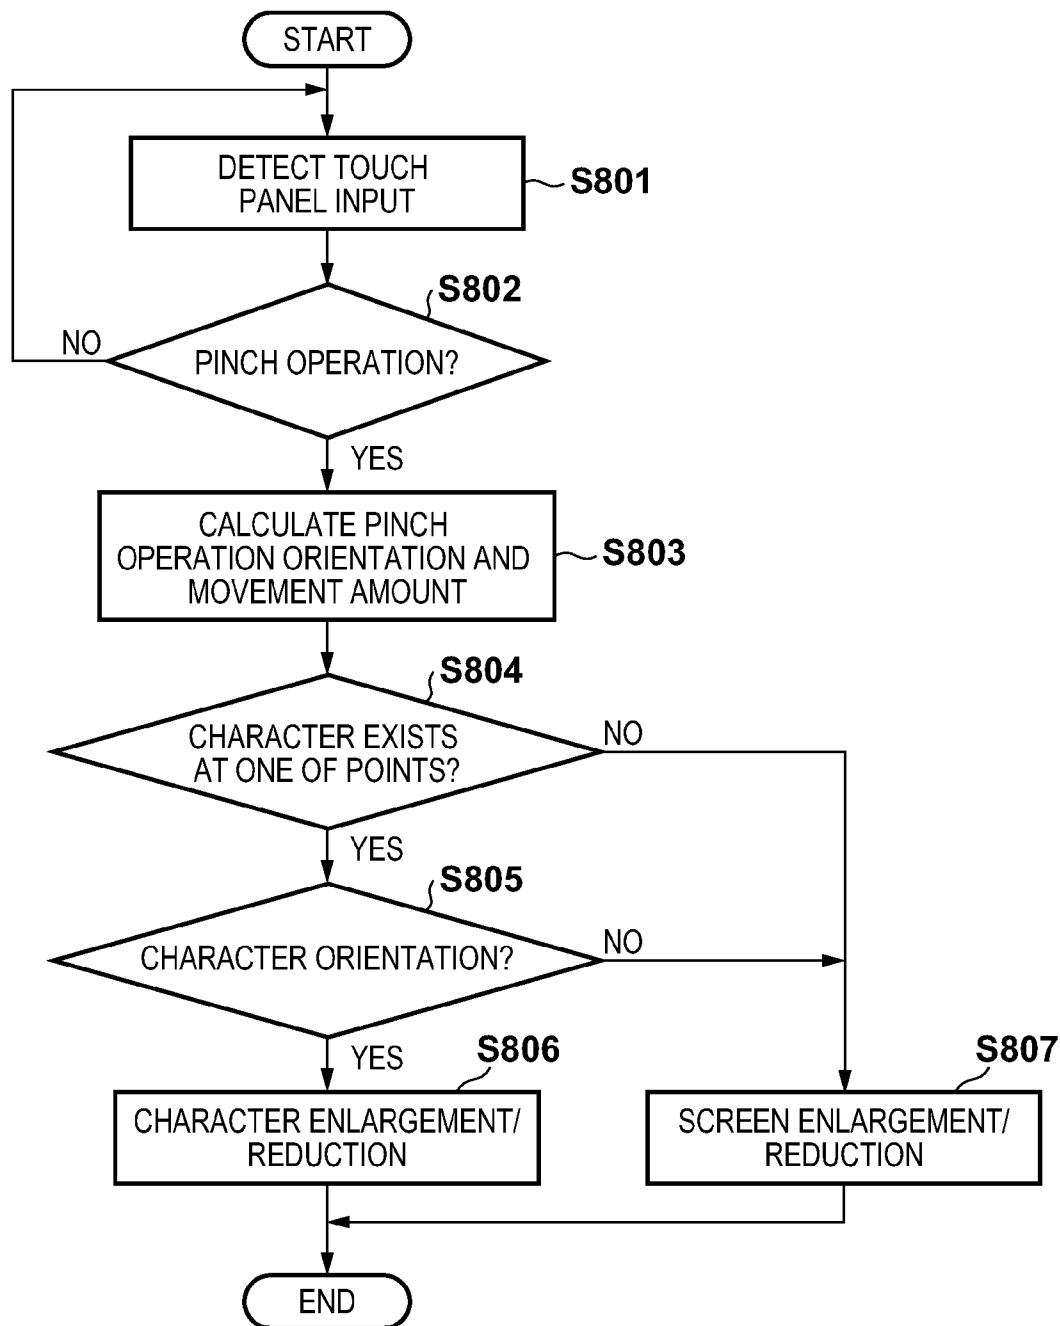 START
DETECT TOUCH
PANEL INPUT
S801
S802
NO
PINCH OPERATION?
YES
CALCULATE PINCH
OPERATION ORIENTATION AND
MOVEMENT AMOUNT
S803
S804
CHARACTER EXISTS
AT ONE OF POINTS?
NO
YES
S805
CHARACTER ORIENTATION?
NO
YES
S806
CHARACTER ENLARGEMENT/
REDUCTION
S807
SCREEN ENLARGEMENT/
REDUCTION
END